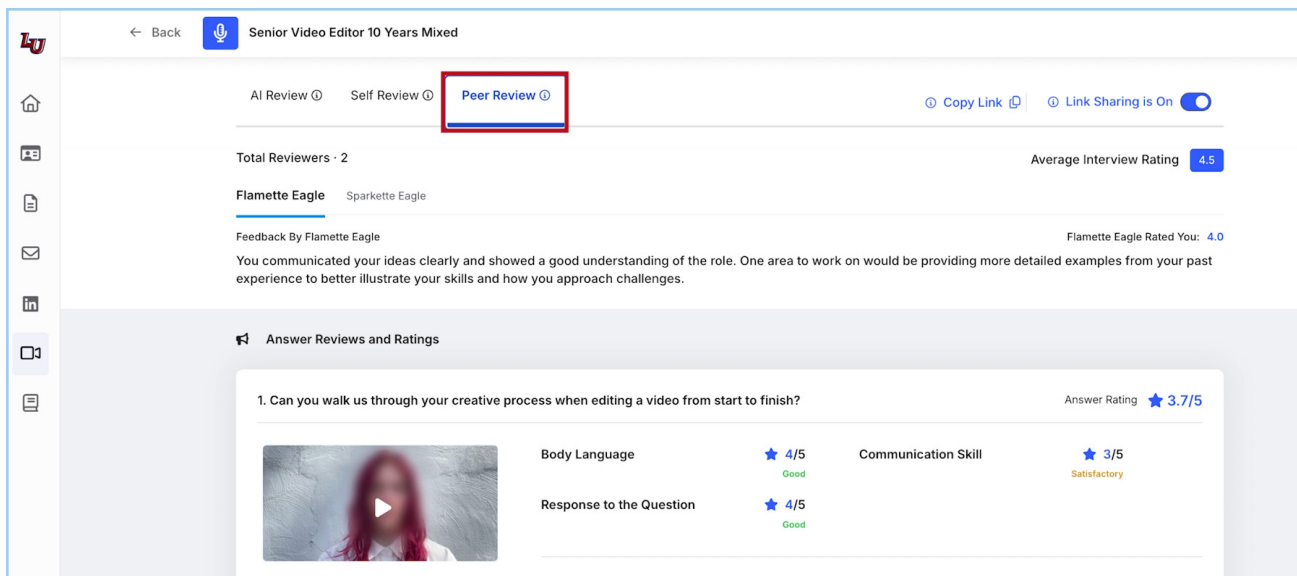 LU
← Back
Senior Video Editor 10 Years Mixed
AI Review
Self Review
Peer Review
Copy Link
Link Sharing is On
Total Reviewers · 2
Average Interview Rating 4.5
Flamette Eagle
Sparkette Eagle
Feedback By Flamette Eagle
Flamette Eagle Rated You: 4.0
You communicated your ideas clearly and showed a good understanding of the role. One area to work on would be providing more detailed examples from your past
experience to better illustrate your skills and how you approach challenges.
in
Answer Reviews and Ratings
1. Can you walk us through your creative process when editing a video from start to finish?
Answer Rating 3.7/5
Body Language 4/5
Good
Communication Skill 3/5
Satisfactory
Response to the Question 4/5
Good